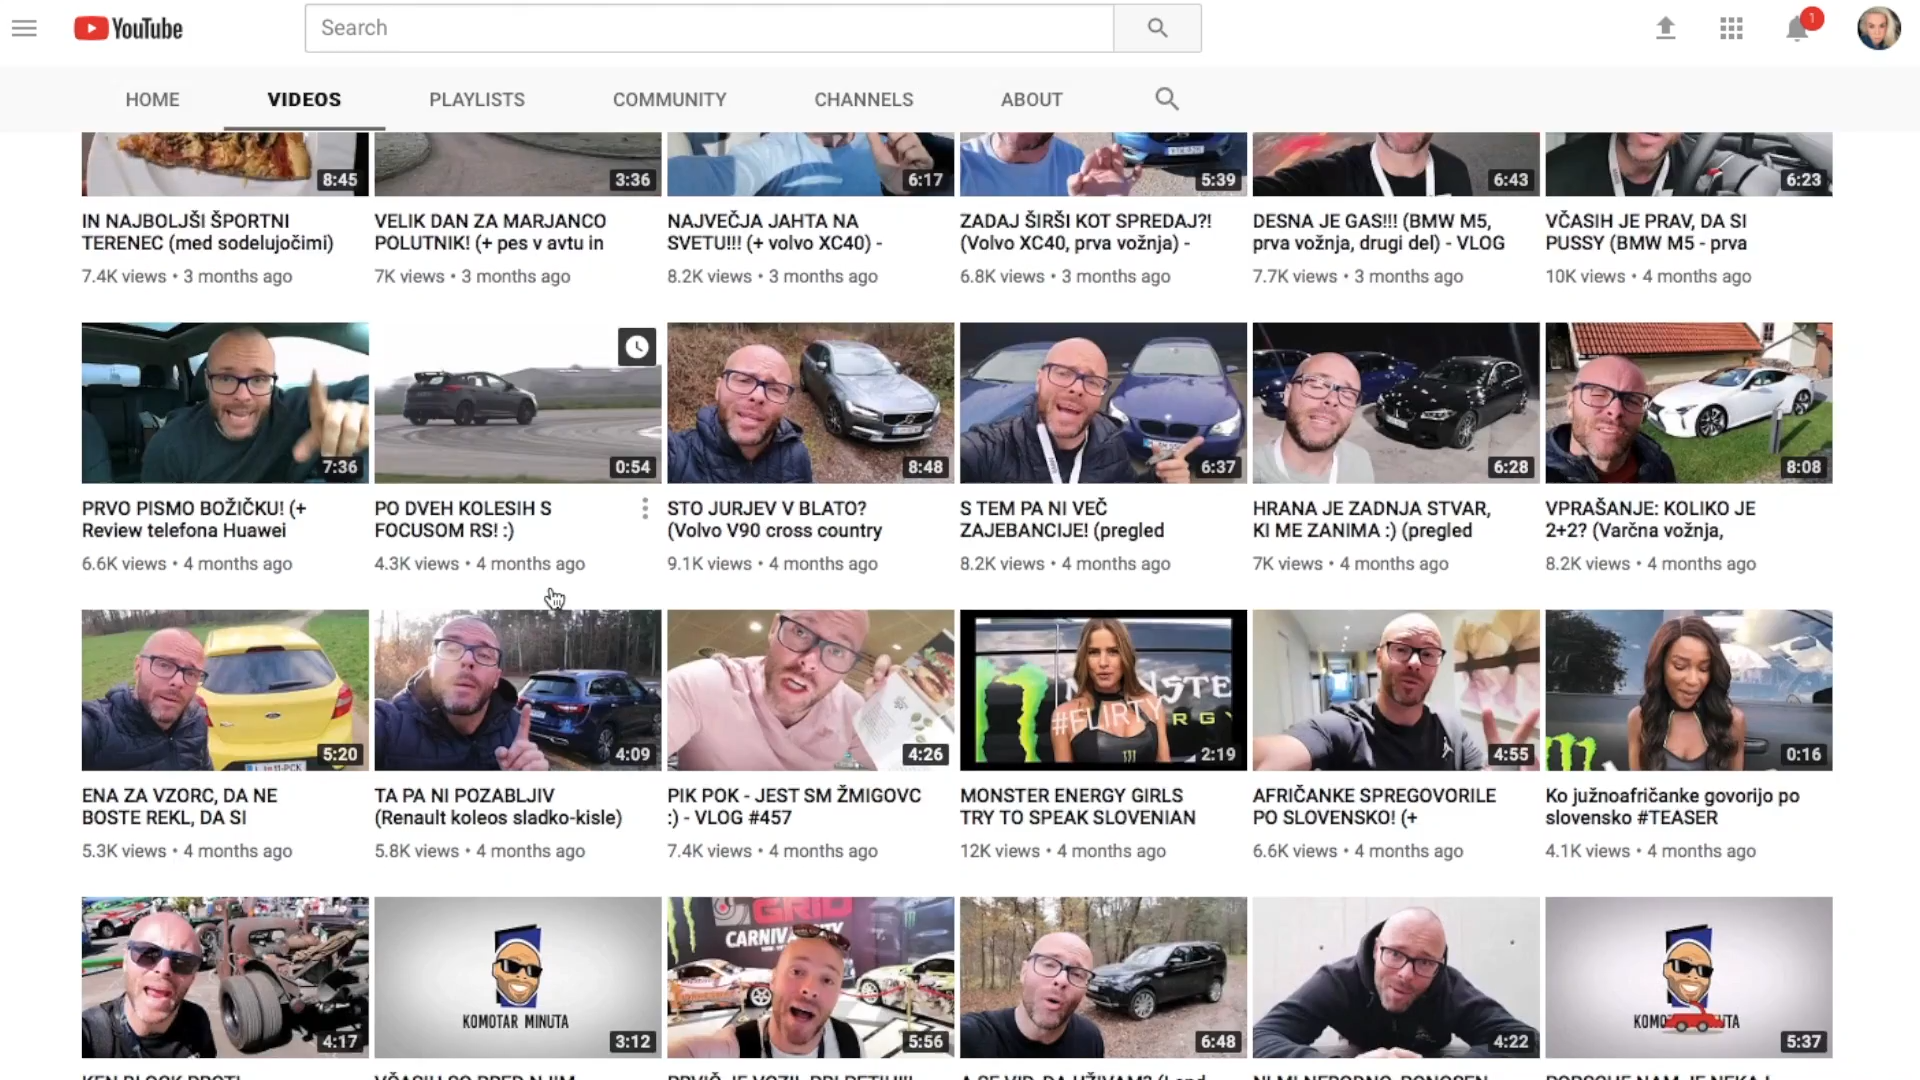 YouTube
Search
1
HOME VIDEOS PLAYLISTS COMMUNITY CHANNELS ABOUT
8:45 3:36 6:17 5:39 6:43 6:23
IN NAJBOLJŠI ŠPORTNI
TERENEC (med sodelujočimi)
7.4K views • 3 months ago
VELIK DAN ZA MARJANCO
POLUTNIK! (+ pes v avtu in
7K views • 3 months ago
NAJVEČJA JAHTA NA
SVETU!!! (+ volvo XC40) -
8.2K views • 3 months ago
ZADAJ ŠIRŠI KOT SPREDAJ?!
(Volvo XC40, prva vožnja) -
6.8K views • 3 months ago
DESNA JE GAS!!! (BMW M5,
prva vožnja, drugi del) - VLOG
7.7K views • 3 months ago
VČASIH JE PRAV, DA SI
PUSSY (BMW M5 - prva
10K views • 4 months ago
7:36 0:54 8:48 6:37 6:28 8:08
PRVO PISMO BOŽIČKU! (+
Review telefona Huawei
6.6K views • 4 months ago
PO DVEH KOLESIH S
FOCUSOM RS! :)
4.3K views • 4 months ago
STO JURJEV V BLATO?
(Volvo V90 cross country
9.1K views • 4 months ago
S TEM PA NI VEČ
ZAJEBANCIJE! (pregled
8.2K views • 4 months ago
HRANA JE ZADNJA STVAR,
KI ME ZANIMA :) (pregled
7K views • 4 months ago
VPRAŠANJE: KOLIKO JE
2+2? (Varčna vožnja,
8.2K views • 4 months ago
#FLIRTY
5:20 4:09 4:26 2:19 4:55 0:16
ENA ZA VZORC, DA NE
BOSTE REKL, DA SI
5.3K views • 4 months ago
TA PA NI POZABLJIV
(Renault koleos sladko-kisle)
5.8K views • 4 months ago
PIK POK - JEST SM ŽMIGOVC
:) - VLOG #457
7.4K views • 4 months ago
MONSTER ENERGY GIRLS
TRY TO SPEAK SLOVENIAN
12K views • 4 months ago
AFRIČANKE SPREGOVORILE
PO SLOVENSKO! (+
6.6K views • 4 months ago
Ko južnoafričanke govorijo po
slovensko #TEASER
4.1K views • 4 months ago
GRID
KOMOTAR MINUTA
4:17 3:12 5:56 6:48 4:22 5:37